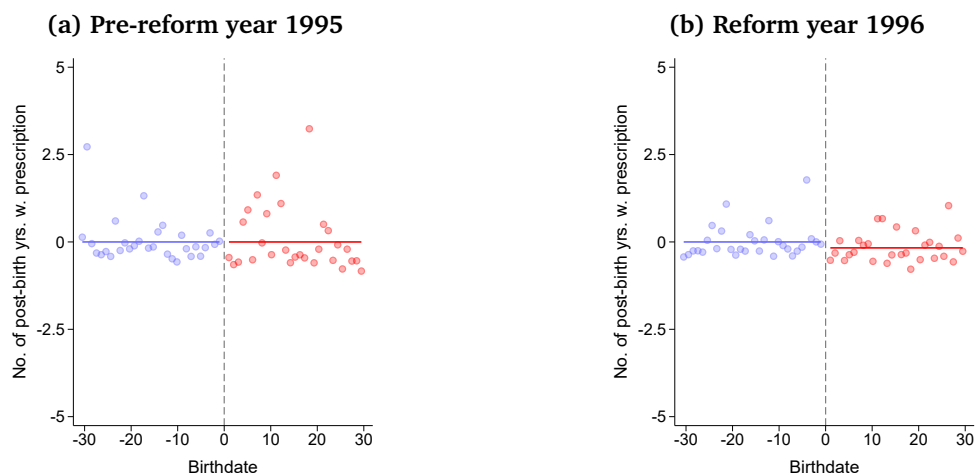 (a) Pre-reform year 1995
No. of post-birth yrs. w. prescription
5
2.5
0
-2.5
-5
-30 -20 -10 0 10 20 30
Birthdate
(b) Reform year 1996
No. of post-birth yrs. w. prescription
5
2.5
0
-2.5
-5
-30 -20 -10 0 10 20 30
Birthdate